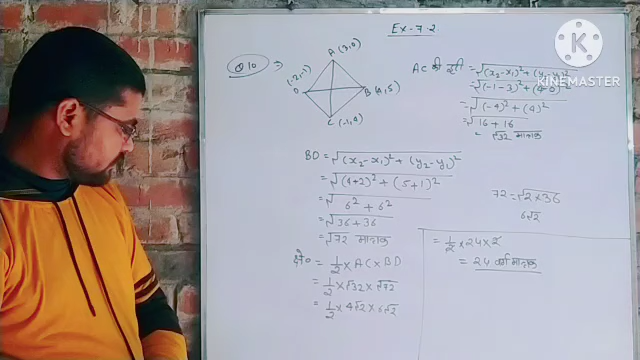 Ex-7.2
Q 10
A (3,0)
(-2,-1)
D
B (4,5)
C (-1,4)
AC की दूरी = √(x₂-x₁)² + (y₂-y₁)²
= √(-1-3)² + (4-0)²
= √(-4)² + (4)²
= √16 + 16
= √32 मात्रक
BD = √(x₂-x₁)² + (y₂-y₁)²
= √(4+2)² + (5+1)²
= √6² + 6²
= √36 + 36
= √72 मात्रक
क्षे० = 1/2 × AC × BD
= 1/2 × √32 × √72
= 1/2 × 4√2 × 6√2
72 = √2 × 36
6√2
= 1/2 × 24 × 2
= 24 वर्ग मात्रक
KINEMASTER